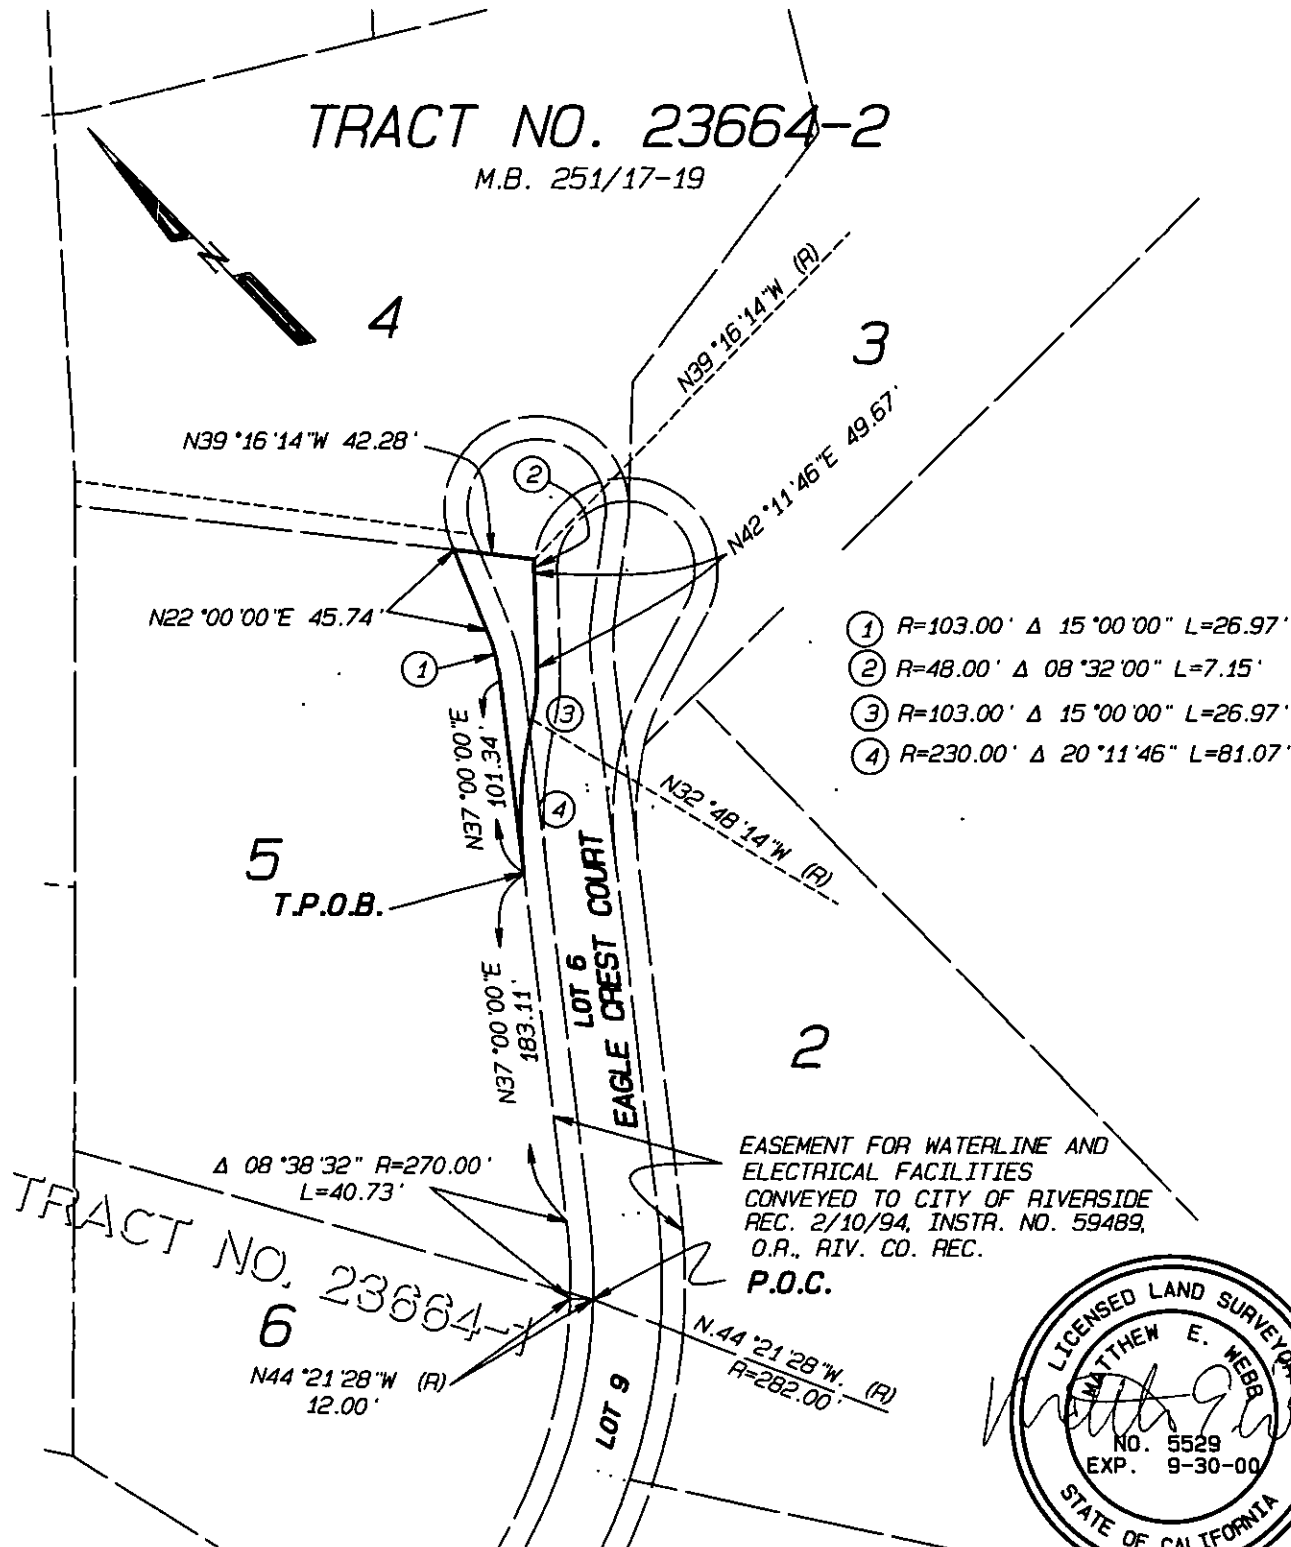 TRACT NO. 23664-2
M.B. 251/17-19
N
4
3
N39°16'14"W (R)
N39°16'14"W 42.28'
2
N42°11'46"E 49.67'
N22°00'00"E 45.74'
1
1 R=103.00' Δ 15°00'00" L=26.97'
2 R=48.00' Δ 08°32'00" L=7.15'
3 R=103.00' Δ 15°00'00" L=26.97'
4 R=230.00' Δ 20°11'46" L=81.07'
3
N37°00'00"E
101.34'
N32°48'14"W (R)
4
5
T.P.O.B.
LOT 6
EAGLE CREST COURT
N37°00'00"E
183.11'
2
EASEMENT FOR WATERLINE AND
ELECTRICAL FACILITIES
CONVEYED TO CITY OF RIVERSIDE
REC. 2/10/94, INSTR. NO. 59489,
O.R., RIV. CO. REC.
P.O.C.
Δ 08°38'32" R=270.00'
L=40.73'
TRACT NO. 23664-1
6
N44°21'28"W (R)
12.00'
N.44°21'28"W. (R)
R=282.00'
LOT 9
LICENSED LAND SURVEYOR
MATTHEW E. WEBB
NO. 5529
EXP. 9-30-00
STATE OF CALIFORNIA